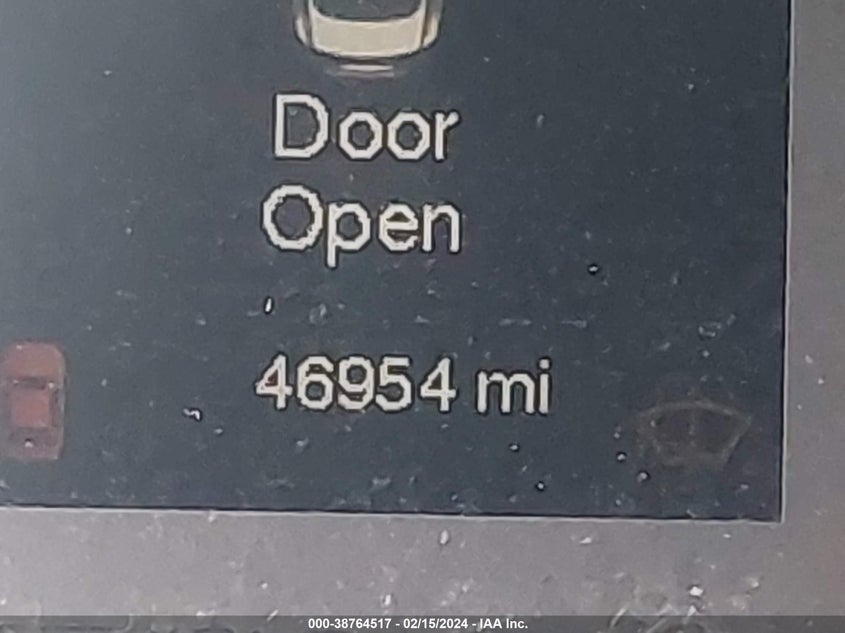 Door
Open
46954 mi
000-38764517 - 02/15/2024 - IAA Inc.